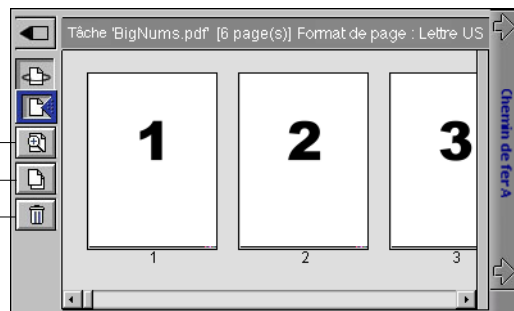 Tâche 'BigNums.pdf' [6 page(s)] Format de page : Lettre US
1 2 3
1 2 3
Chemin de fer A